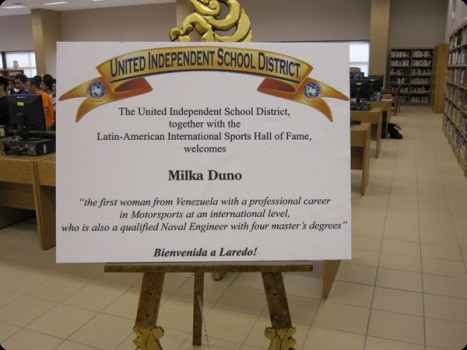 UNITED INDEPENDENT SCHOOL DISTRICT
The United Independent School District,
together with the
Latin-American International Sports Hall of Fame,
welcomes
Milka Duno
"the first woman from Venezuela with a professional career
in Motorsports at an international level,
who is also a qualified Naval Engineer with four master's degrees"
Bienvenida a Laredo!